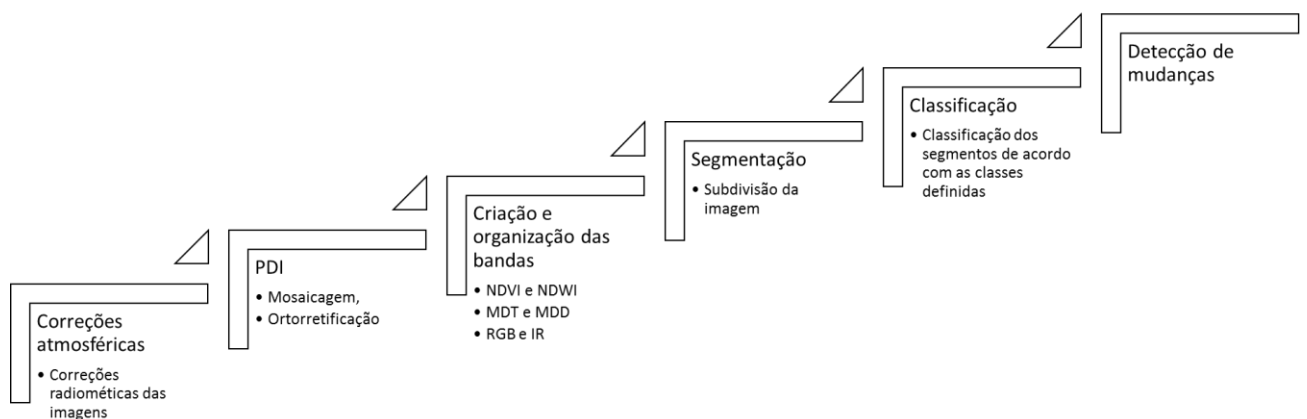 Correções
atmosféricas
• Correções
radiométicas das
imagens
PDI
• Mosaicagem,
• Ortorretificação
Criação e
organização das
bandas
• NDVI e NDWI
• MDT e MDD
• RGB e IR
Segmentação
• Subdivisão da
imagem
Classificação
• Classificação dos
segmentos de acordo
com as classes
definidas
Detecção de
mudanças